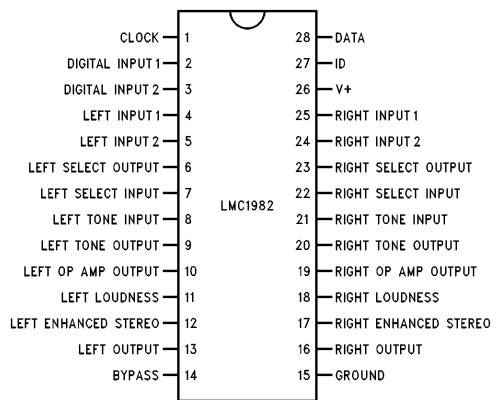 CLOCK 1 28 DATA
DIGITAL INPUT 1 2 27 ID
DIGITAL INPUT 2 3 26 V+
LEFT INPUT 1 4 25 RIGHT INPUT 1
LEFT INPUT 2 5 24 RIGHT INPUT 2
LEFT SELECT OUTPUT 6 23 RIGHT SELECT OUTPUT
LEFT SELECT INPUT 7 22 RIGHT SELECT INPUT
LMC1982
LEFT TONE INPUT 8 21 RIGHT TONE INPUT
LEFT TONE OUTPUT 9 20 RIGHT TONE OUTPUT
LEFT OP AMP OUTPUT 10 19 RIGHT OP AMP OUTPUT
LEFT LOUDNESS 11 18 RIGHT LOUDNESS
LEFT ENHANCED STEREO 12 17 RIGHT ENHANCED STEREO
LEFT OUTPUT 13 16 RIGHT OUTPUT
BYPASS 14 15 GROUND